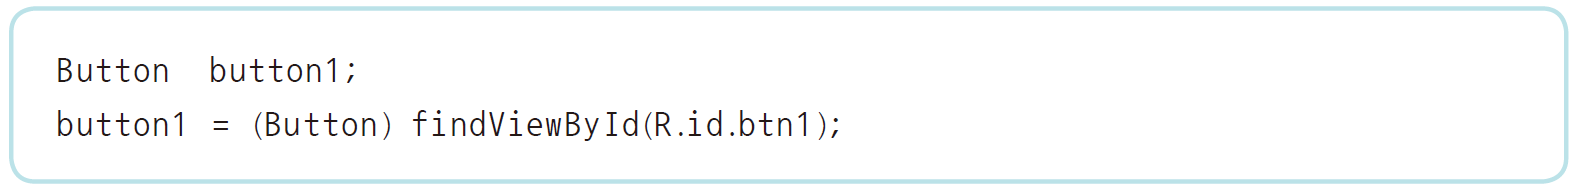 Button  button1;
button1 = (Button) findViewById(R.id.btn1);